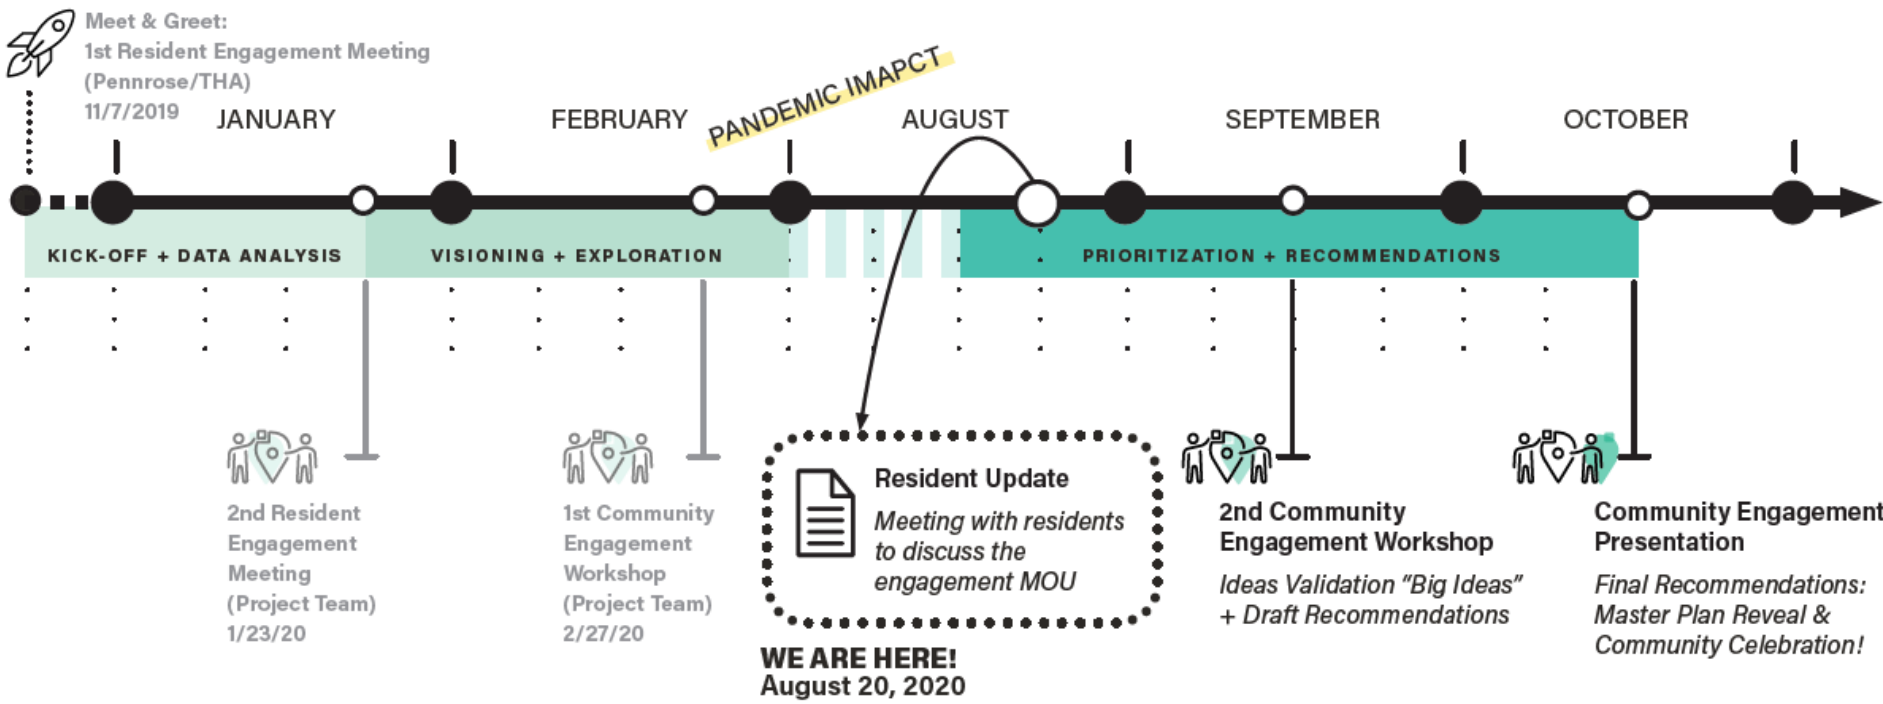 Meet & Greet:
1st Resident Engagement Meeting
(Pennrose/THA)
11/7/2019
JANUARY
FEBRUARY
PANDEMIC IMAPCT
AUGUST
SEPTEMBER
OCTOBER
KICK-OFF + DATA ANALYSIS
VISIONING + EXPLORATION
PRIORITIZATION + RECOMMENDATIONS
2nd Resident
Engagement
Meeting
(Project Team)
1/23/20
1st Community
Engagement
Workshop
(Project Team)
2/27/20
Resident Update
Meeting with residents
to discuss the
engagement MOU
WE ARE HERE!
August 20, 2020
2nd Community
Engagement Workshop
Ideas Validation "Big Ideas"
+ Draft Recommendations
Community Engagement
Presentation
Final Recommendations:
Master Plan Reveal &
Community Celebration!